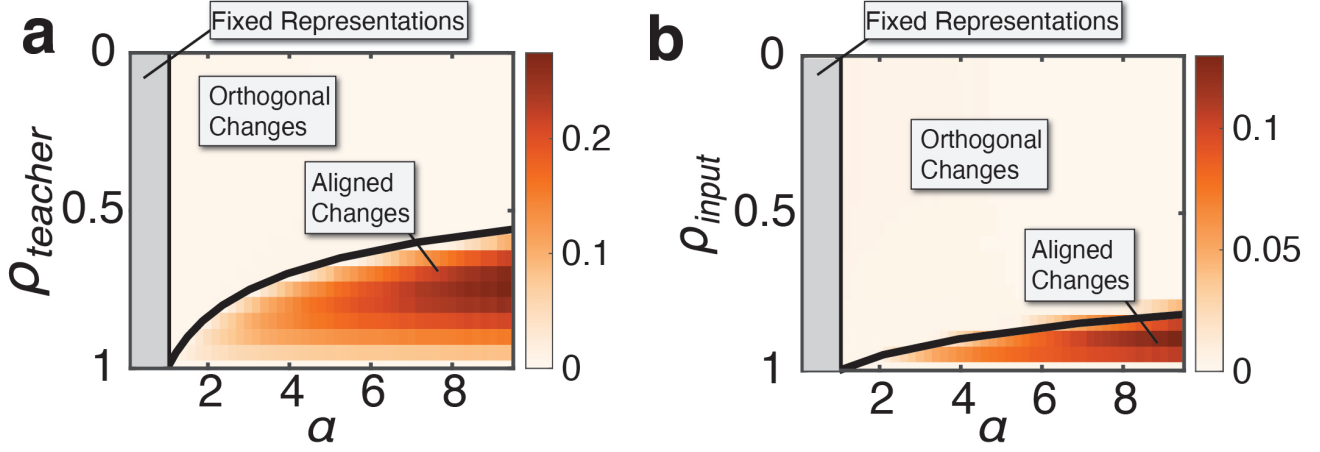 a
Fixed Representations
0
0.5
1
ρteacher
Orthogonal
Changes
Aligned
Changes
2 4 6 8
α
0.2
0.1
0
b
Fixed Representations
0
0.5
1
ρinput
Orthogonal
Changes
Aligned
Changes
2 4 6 8
α
0.1
0.05
0